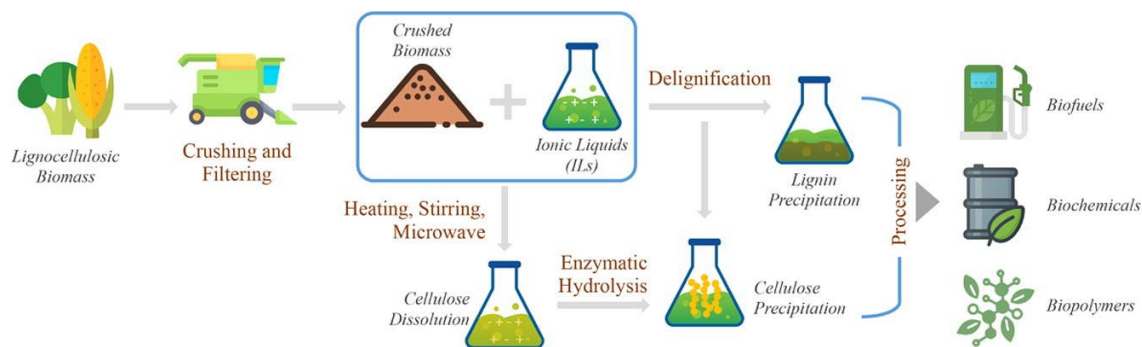 Lignocellulosic
Biomass
Crushing and
Filtering
Crushed
Biomass
Ionic Liquids
(ILs)
Delignification
Lignin
Precipitation
Heating, Stirring,
Microwave
Cellulose
Dissolution
Enzymatic
Hydrolysis
Cellulose
Precipitation
Processing
Biofuels
Biochemicals
Biopolymers